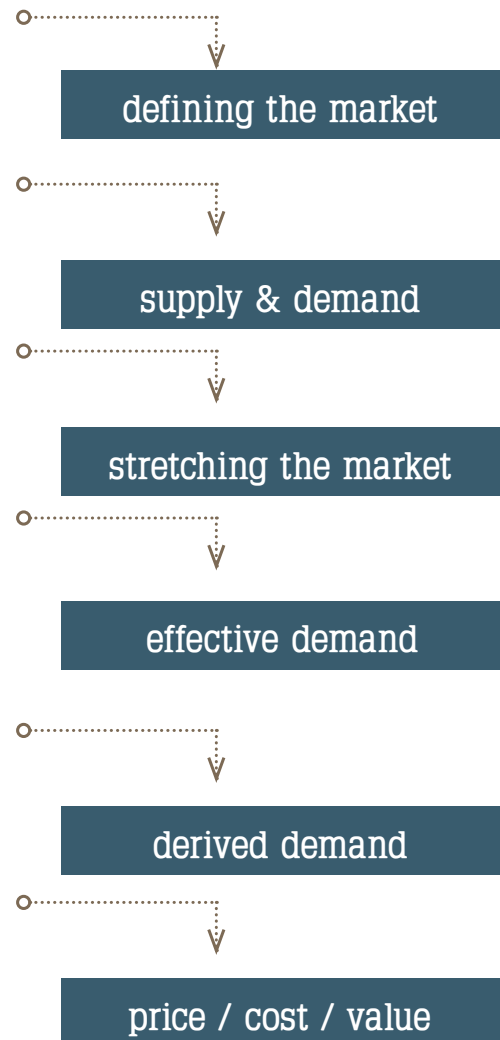 defining the market
supply & demand
stretching the market
effective demand
derived demand
price / cost / value